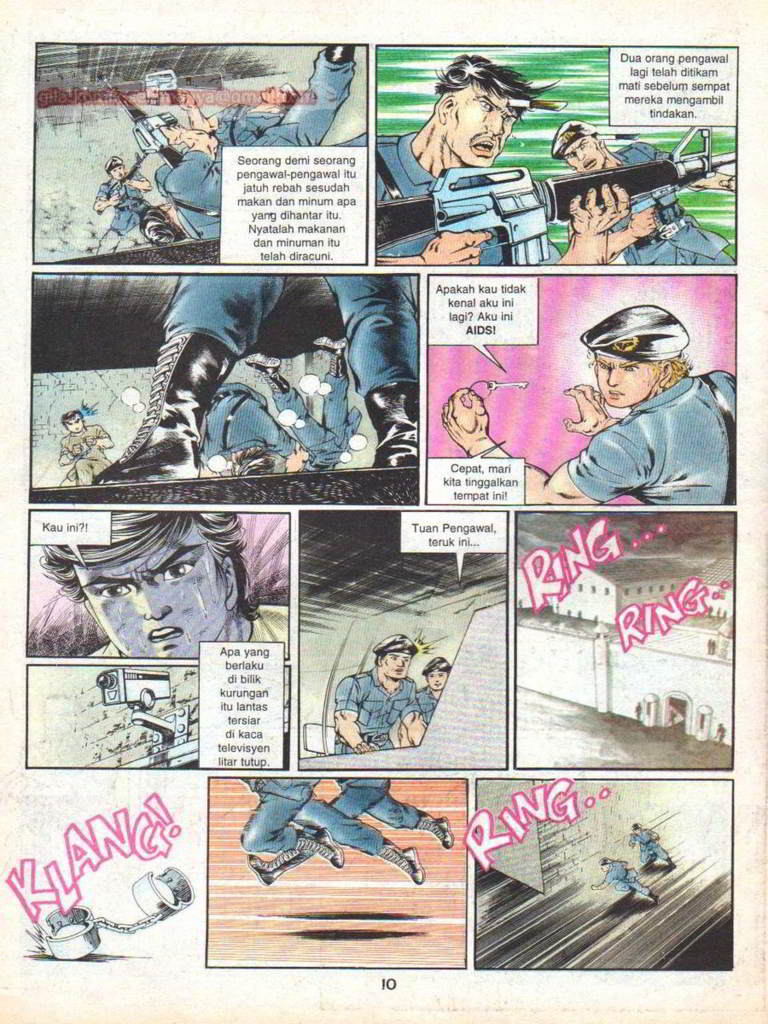 Seorang demi seorang
pengawal-pengawal itu
jatuh rebah sesudah
makan dan minum apa
yang dihantar itu.
Nyatalah makanan
dan minuman itu
telah diracuni.
Dua orang pengawal
lagi telah ditikam
mati sebelum sempat
mereka mengambil
tindakan.
Apakah kau tidak
kenal aku ini
lagi? Aku ini
AIDS!
Cepat, mari
kita tinggalkan
tempat ini!
Kau ini?!
Apa yang
berlaku
di bilik
kurungan
itu lantas
tersiar
di kaca
televisyen
litar tutup.
Tuan Pengawal,
teruk ini...
RING...
RING..
KLANG!
RING..
10